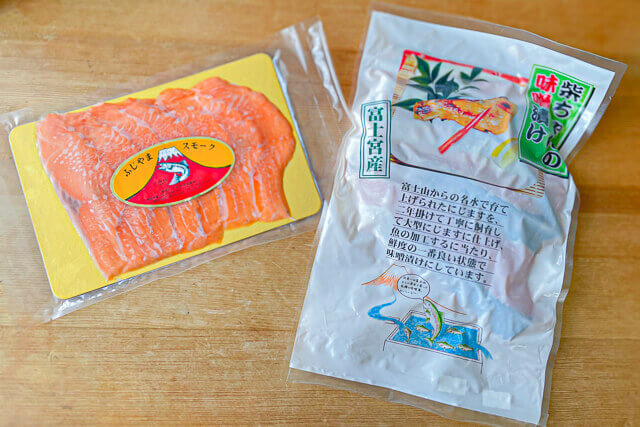 ふじやま
スモーク
柴ちゃんの
味噌漬け
富士宮産
富士山からの名水で育て
上げられたにじますを、
二年掛けて丁寧に飼育し
て大型にじますに仕上げ、
魚の加工するに当たり、
鮮度の一番良い状態で
味噌漬けにしています。